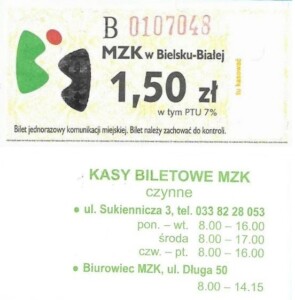 B 0107048
MZK w Bielsku-Białej
1,50 zł
w tym PTU 7%
tu kasować
Bilet jednorazowy komunikacji miejskiej. Bilet należy zachować do kontroli.
KASY BILETOWE MZK
czynne
• ul. Sukiennicza 3, tel. 033 82 28 053
pon. – wt. 8.00 – 16.00
środa 8.00 – 17.00
czw. – pt. 8.00 – 16.00
• Biurowiec MZK, ul. Długa 50
8.00 – 14.15